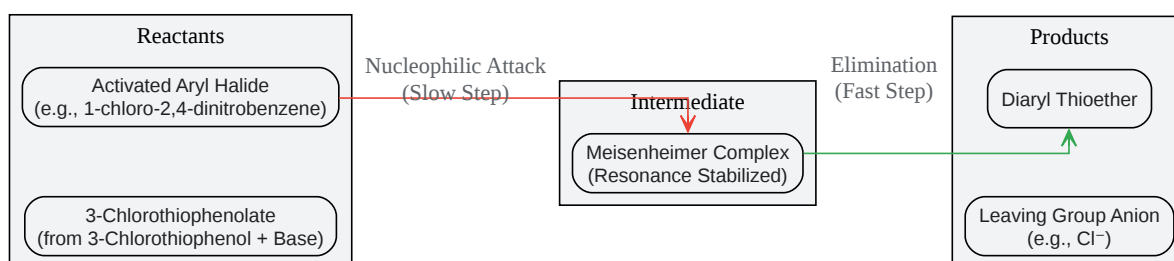 Reactants
Activated Aryl Halide
(e.g., 1-chloro-2,4-dinitrobenzene)
3-Chlorothiophenolate
(from 3-Chlorothiophenol + Base)
Nucleophilic Attack
(Slow Step)
Intermediate
Meisenheimer Complex
(Resonance Stabilized)
Elimination
(Fast Step)
Products
Diaryl Thioether
Leaving Group Anion
(e.g., Cl⁻)